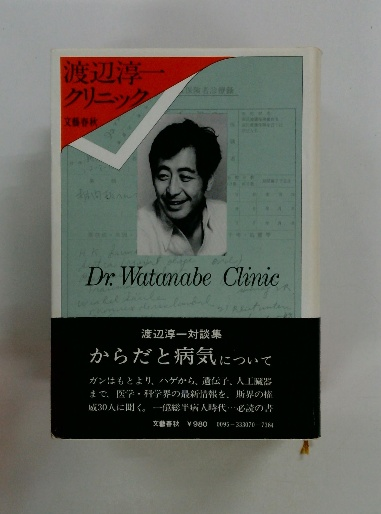 渡辺淳一
クリニック
文藝春秋
Dr. Watanabe Clinic
渡辺淳一対談集
からだと病気について
ガンはもとより、ハゲから、遺伝子、人工臓器
まで、医学・科学界の最新情報を、斯界の権
威30人に聞く。一億総半病人時代…必読の書
文藝春秋 ¥980 0095-333070-7384